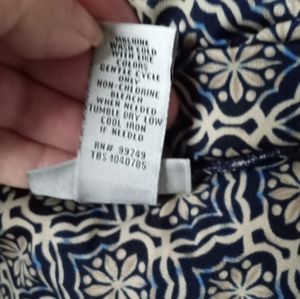 MACHINE
WASH COLD
WITH LIKE
COLORS
GENTLE CYCLE
ONLY
NON-CHLORINE
BLEACH
WHEN NEEDED
TUMBLE DRY LOW
COOL IRON
IF NEEDED
RN# 99249
TBS 1040785